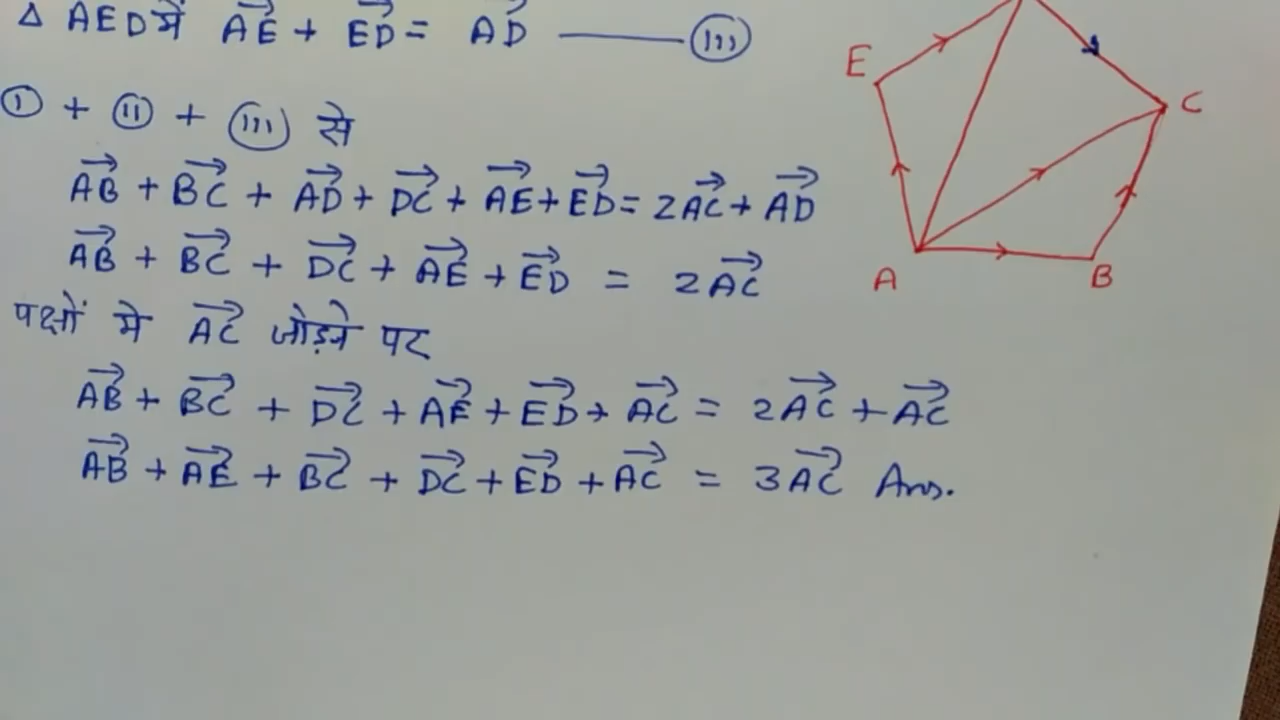 Δ AED में AE→ + ED→ = AD→ —— (iii)
(i) + (ii) + (iii) से
AB→ + BC→ + AD→ + DC→ + AE→ + ED→ = 2AC→ + AD→
AB→ + BC→ + DC→ + AE→ + ED→ = 2AC→
पक्षों मे AC→ जोड़ने पर
AB→ + BC→ + DC→ + AE→ + ED→ + AC→ = 2AC→ + AC→
AB→ + AE→ + BC→ + DC→ + ED→ + AC→ = 3AC→ Ans.
E
C
A
B